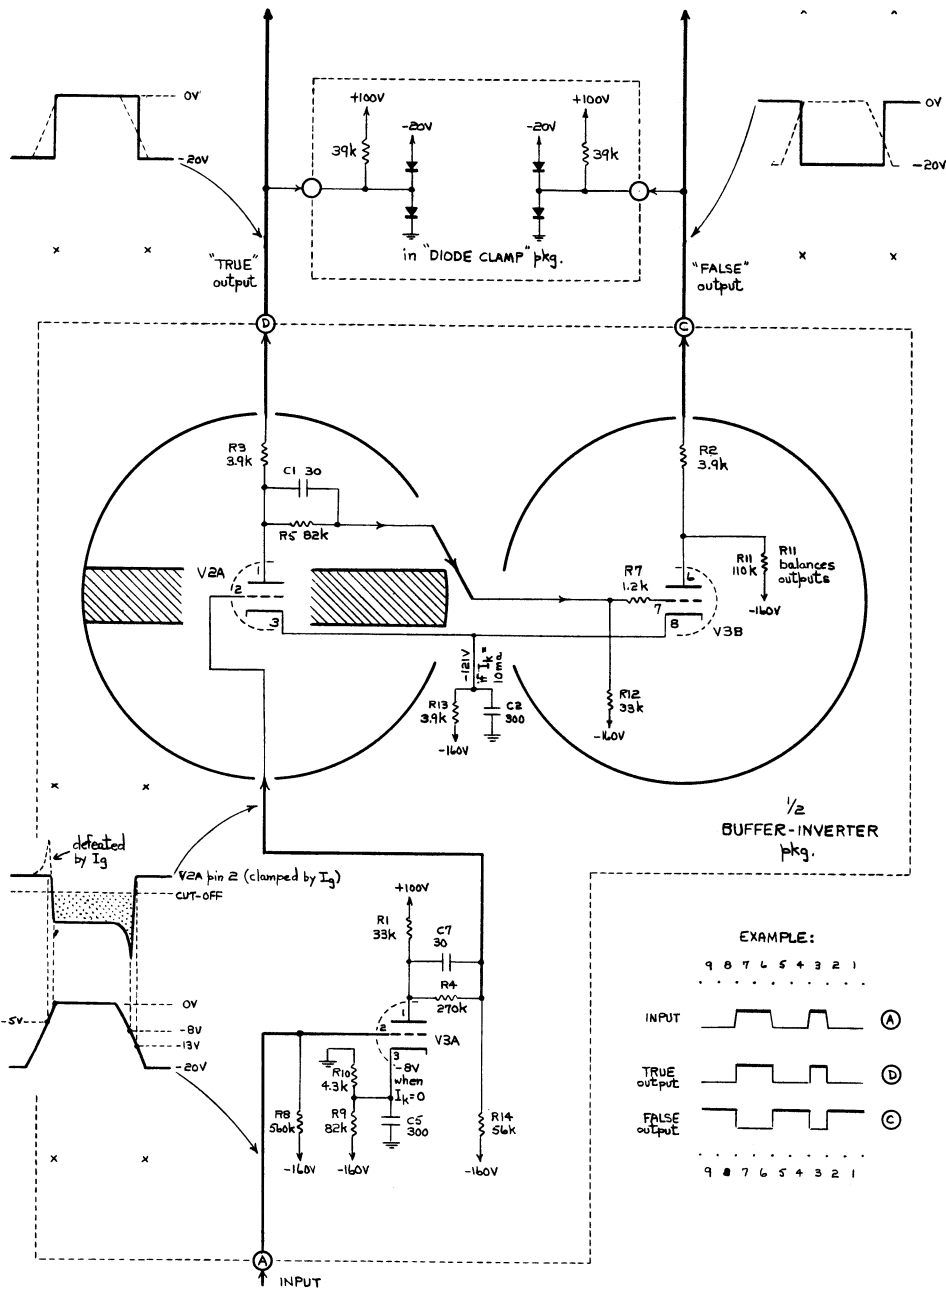 0V
-20V
+100V
-20V
39k
-20V
+100V
39k
in "DIODE CLAMP" pkg.
0V
-20V
x x
x x
"TRUE"
output
"FALSE"
output
D
C
R3
3.9k
C1 30
R5 82k
V2A
1
2
3
R2
3.9k
R11
110k
R11
balances
outputs
-160V
R7
1.2k
6
7
8
V3B
-121V
if Ik=
10ma
R13
3.9k
-160V
C2
300
R12
33k
-160V
x x
1/2
BUFFER-INVERTER
pkg.
defeated
by Ig
V2A pin 2 (clamped by Ig)
CUT-OFF
+100V
R1
33k
C7
30
R4
270k
1
2
3
V3A
-8V
when
Ik=0
0V
-5V
-8V
-13V
-20V
R10
4.3k
R8
560k
R9
82k
C5
300
R14
56k
-160V
-160V
-160V
x x
A
INPUT
EXAMPLE:
9 8 7 6 5 4 3 2 1
INPUT
A
TRUE
output
D
FALSE
output
C
9 8 7 6 5 4 3 2 1